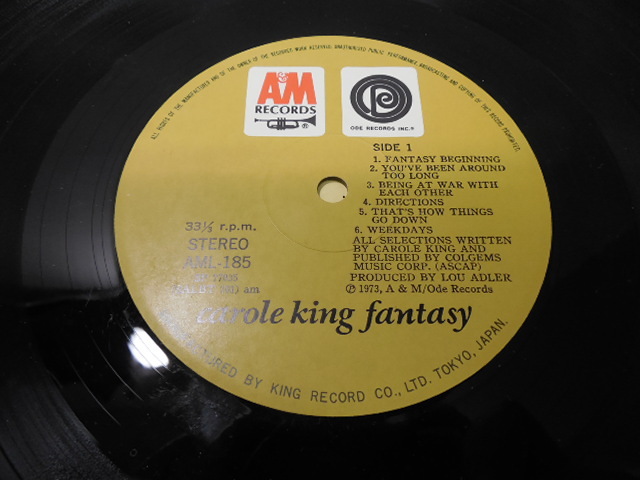 ALL RIGHTS OF THE MANUFACTURER AND OF THE OWNER OF THE RECORDED WORK RESERVED. UNAUTHORISED PUBLIC PERFORMANCE, BROADCASTING AND COPYING OF THIS RECORD PROHIBITED.
A&M
RECORDS
®
ODE RECORDS INC.®
SIDE 1
1. FANTASY BEGINNING
2. YOU'VE BEEN AROUND
TOO LONG
3. BEING AT WAR WITH
EACH OTHER
4. DIRECTIONS
5. THAT'S HOW THINGS
GO DOWN
6. WEEKDAYS
ALL SELECTIONS WRITTEN
BY CAROLE KING AND
PUBLISHED BY COLGEMS
MUSIC CORP. (ASCAP)
PRODUCED BY LOU ADLER
℗ 1973, A & M/Ode Records
33⅓ r.p.m.
STEREO
AML-185
carole king fantasy
BY KING RECORD CO., LTD. TOKYO, JAPAN.